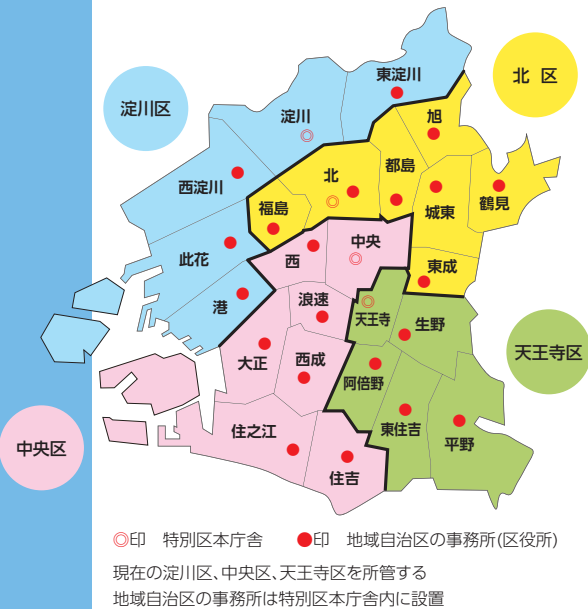 東淀川
北 区
淀川区
淀川
旭
都島
西淀川
北
鶴見
城東
福島
中央
此花
西
東成
港
浪速
天王寺
生野
天王寺区
大正
西成
阿倍野
中央区
住之江
東住吉
平野
住吉
◎印 特別区本庁舎 ●印 地域自治区の事務所(区役所)
現在の淀川区、中央区、天王寺区を所管する
地域自治区の事務所は特別区本庁舎内に設置